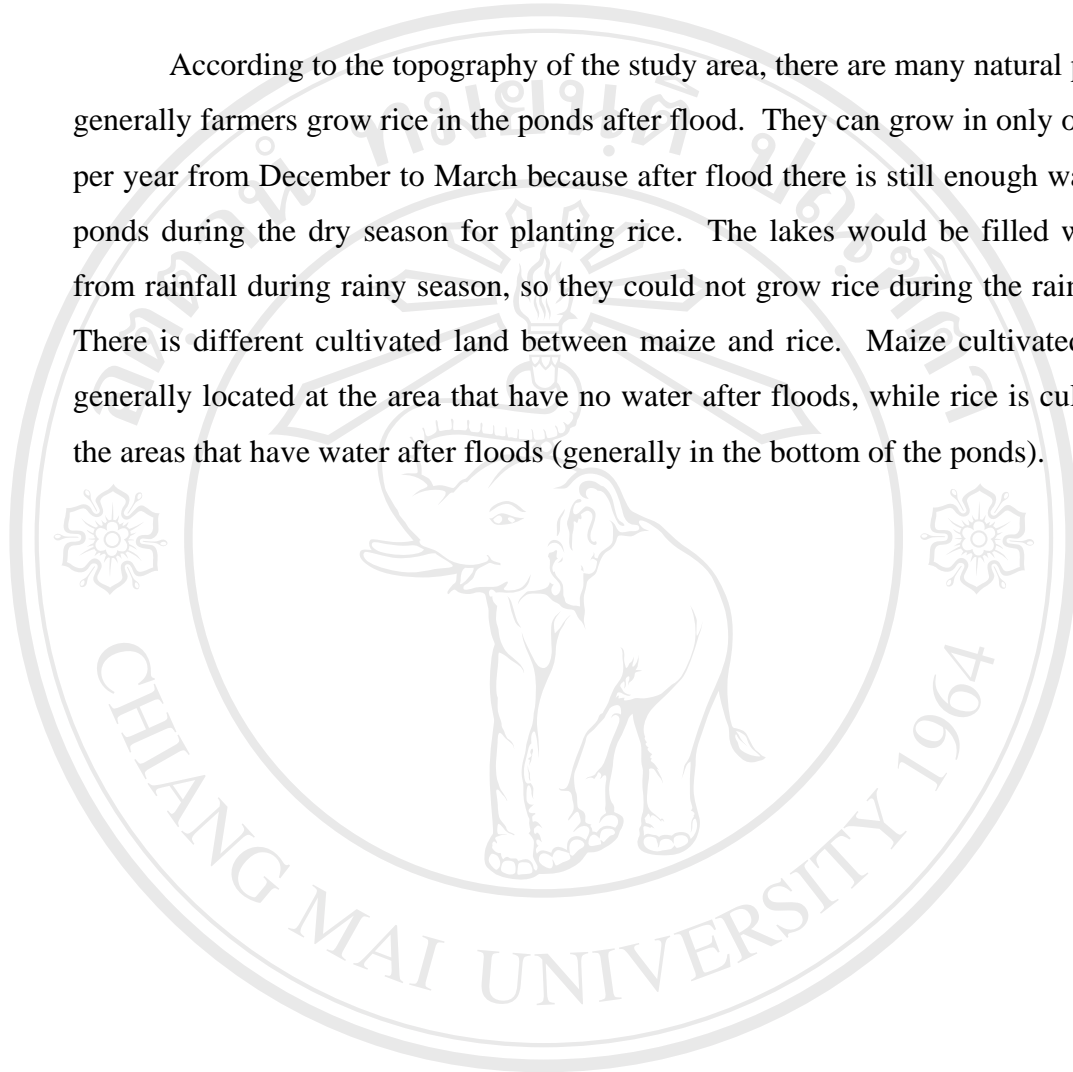 According to the topography of the study area, there are many natural
generally farmers grow rice in the ponds after flood. They can grow in only
per year from December to March because after flood there is still enough
ponds during the dry season for planting rice. The lakes would be filled
from rainfall during rainy season, so they could not grow rice during the
There is different cultivated land between maize and rice. Maize cultivated
generally located at the area that have no water after floods, while rice is
the areas that have water after floods (generally in the bottom of the ponds).
CHIANG MAI UNIVERSITY 1964